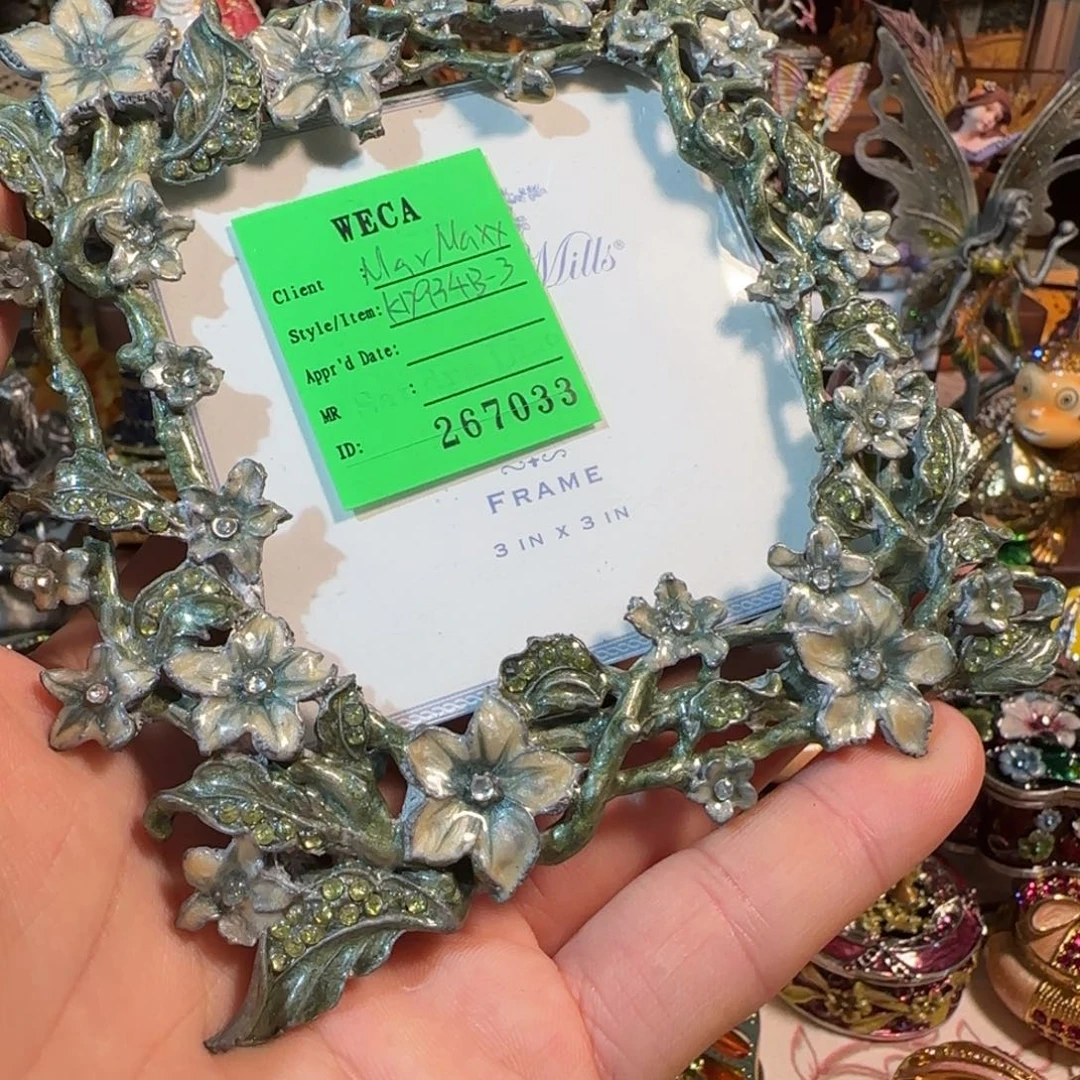 WECA
Client MarMaxx
Style/Item: KD934B-3
Appr'd Date:
MR :
ID: 267033
Mills®
FRAME
3 IN X 3 IN